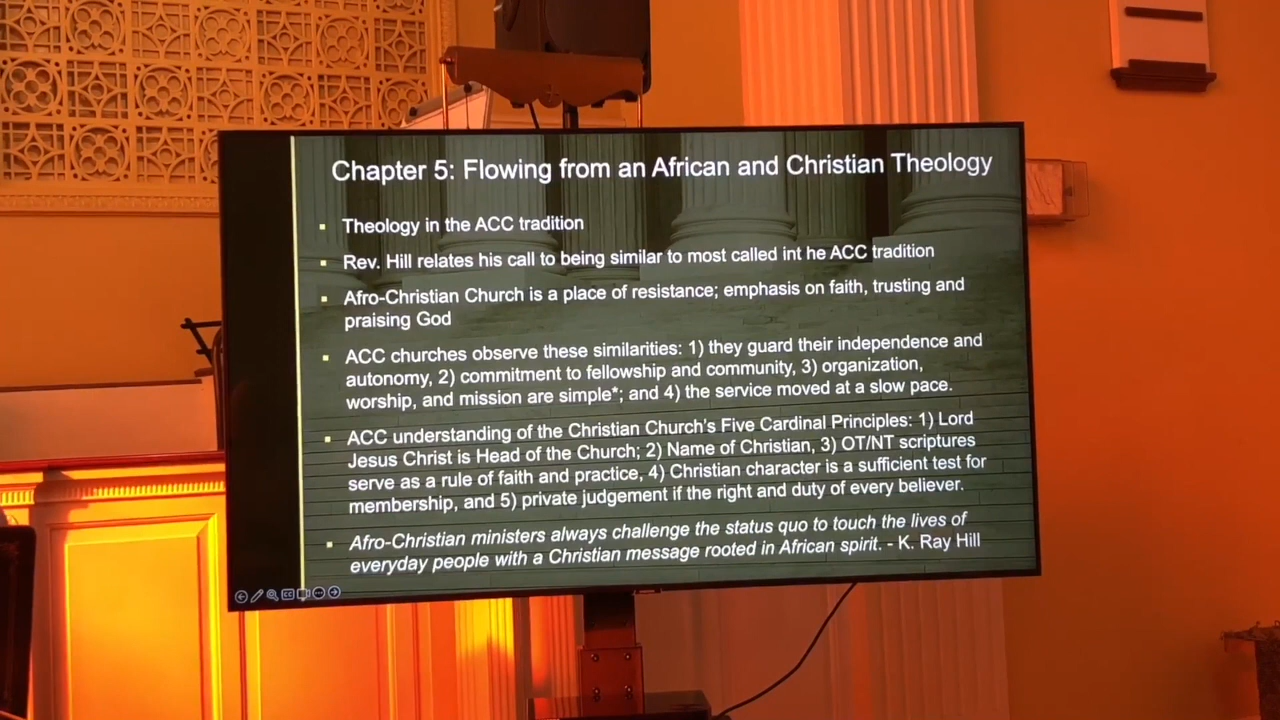 Chapter 5: Flowing from an African and Christian Theology
Theology in the ACC tradition
Rev. Hill relates his call to being similar to most called int he ACC tradition
Afro-Christian Church is a place of resistance; emphasis on faith, trusting and
praising God
ACC churches observe these similarities: 1) they guard their independence and
autonomy, 2) commitment to fellowship and community, 3) organization,
worship, and mission are simple*; and 4) the service moved at a slow pace.
ACC understanding of the Christian Church's Five Cardinal Principles: 1) Lord
Jesus Christ is Head of the Church; 2) Name of Christian, 3) OT/NT scriptures
serve as a rule of faith and practice, 4) Christian character is a sufficient test for
membership, and 5) private judgement if the right and duty of every believer.
Afro-Christian ministers always challenge the status quo to touch the lives of
everyday people with a Christian message rooted in African spirit. - K. Ray Hill